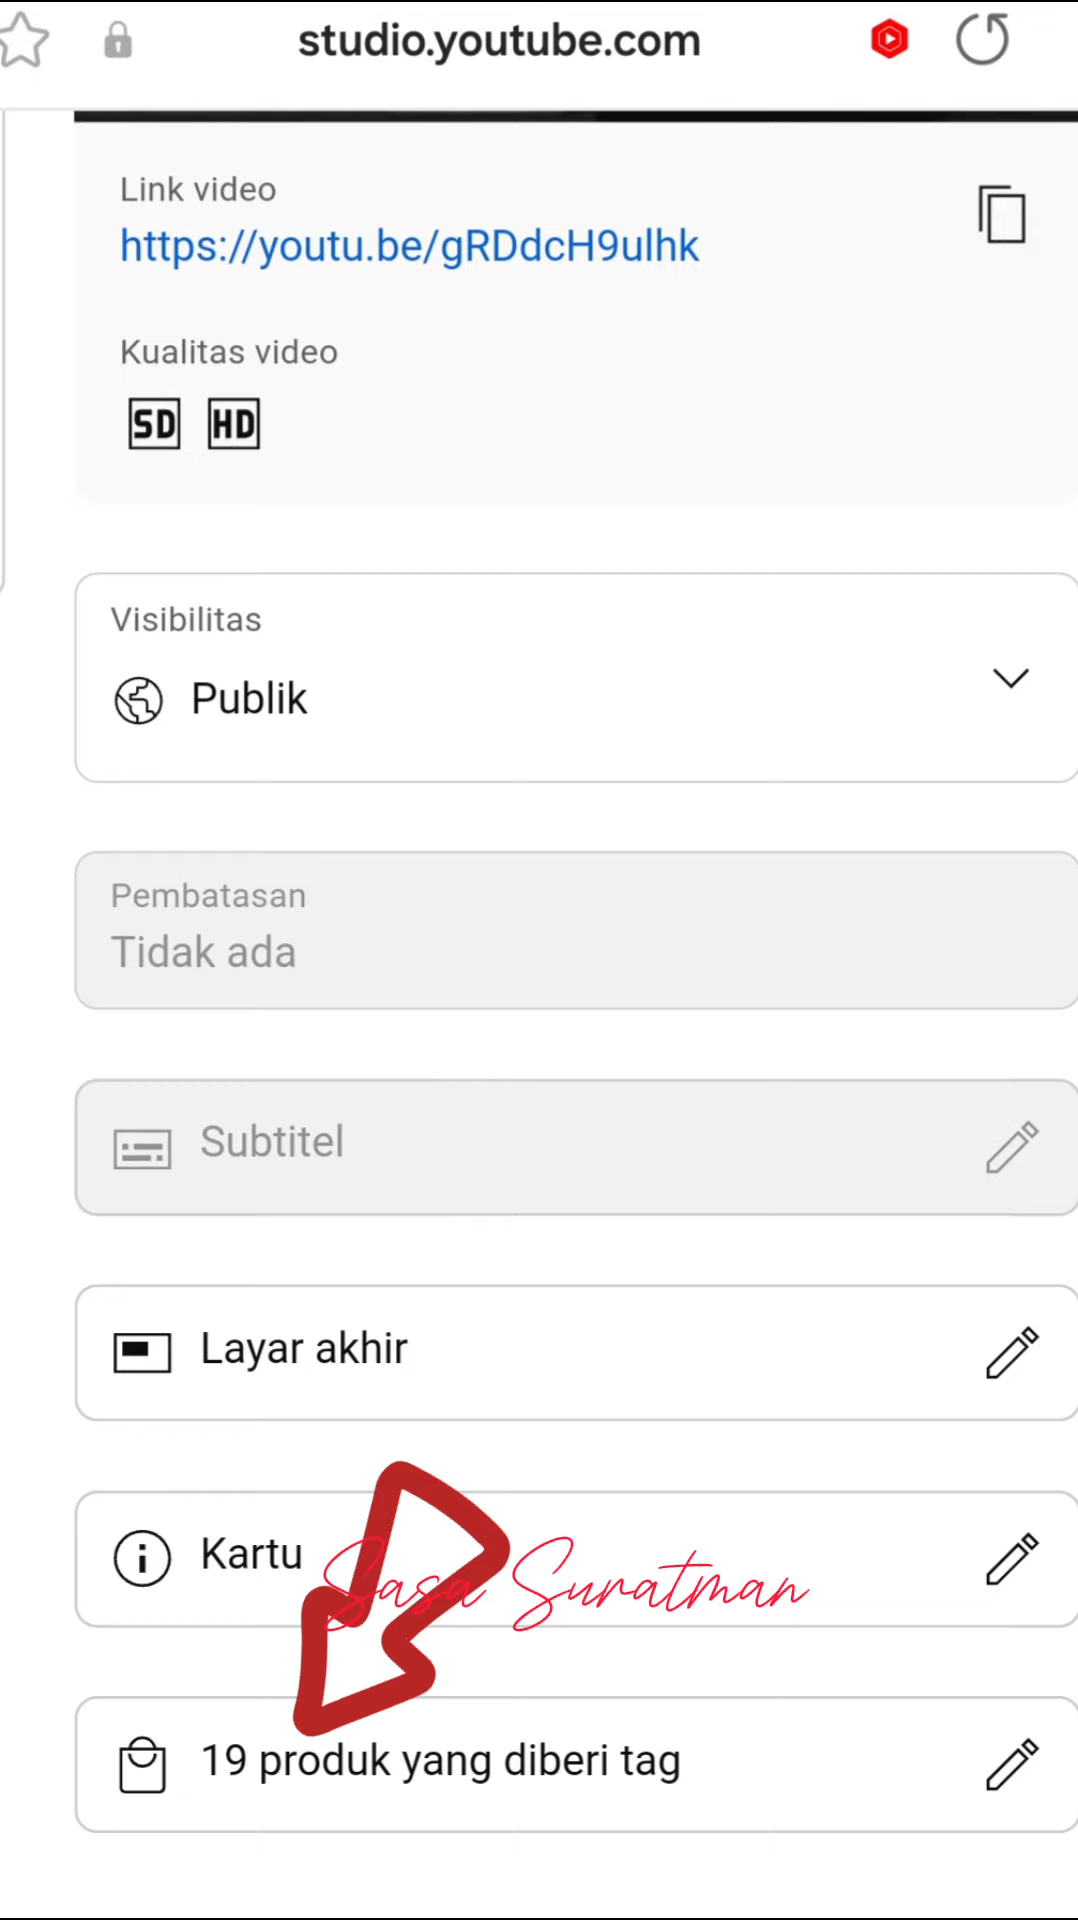 studio.youtube.com
Link video
https://youtu.be/gRDdcH9ulhk
Kualitas video
SD HD
Visibilitas
Publik
Pembatasan
Tidak ada
Subtitel
Layar akhir
Kartu
Sasa Suratman
19 produk yang diberi tag